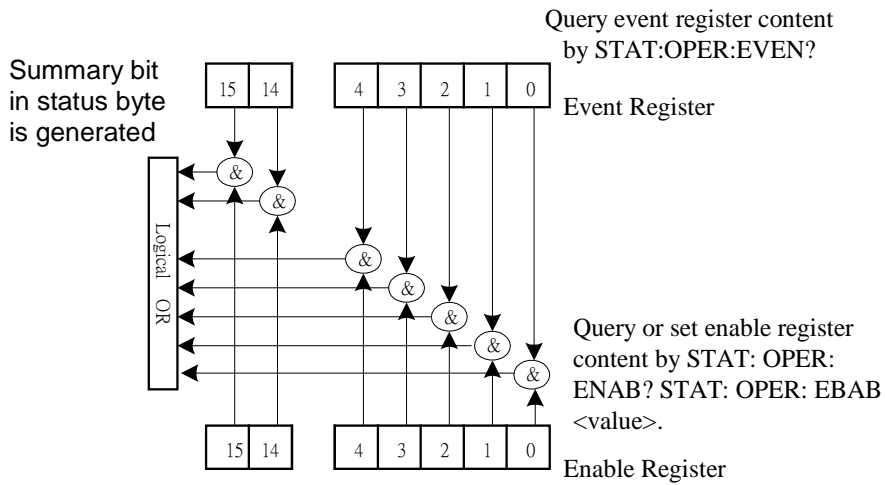 Query event register content
by STAT:OPER:EVEN?
Summary bit
in status byte
is generated
15 14 4 3 2 1 0
Event Register
&
&
&
&
&
&
&
Logical OR
Query or set enable register
content by STAT: OPER:
ENAB? STAT: OPER: EBAB
<value>.
15 14 4 3 2 1 0
Enable Register